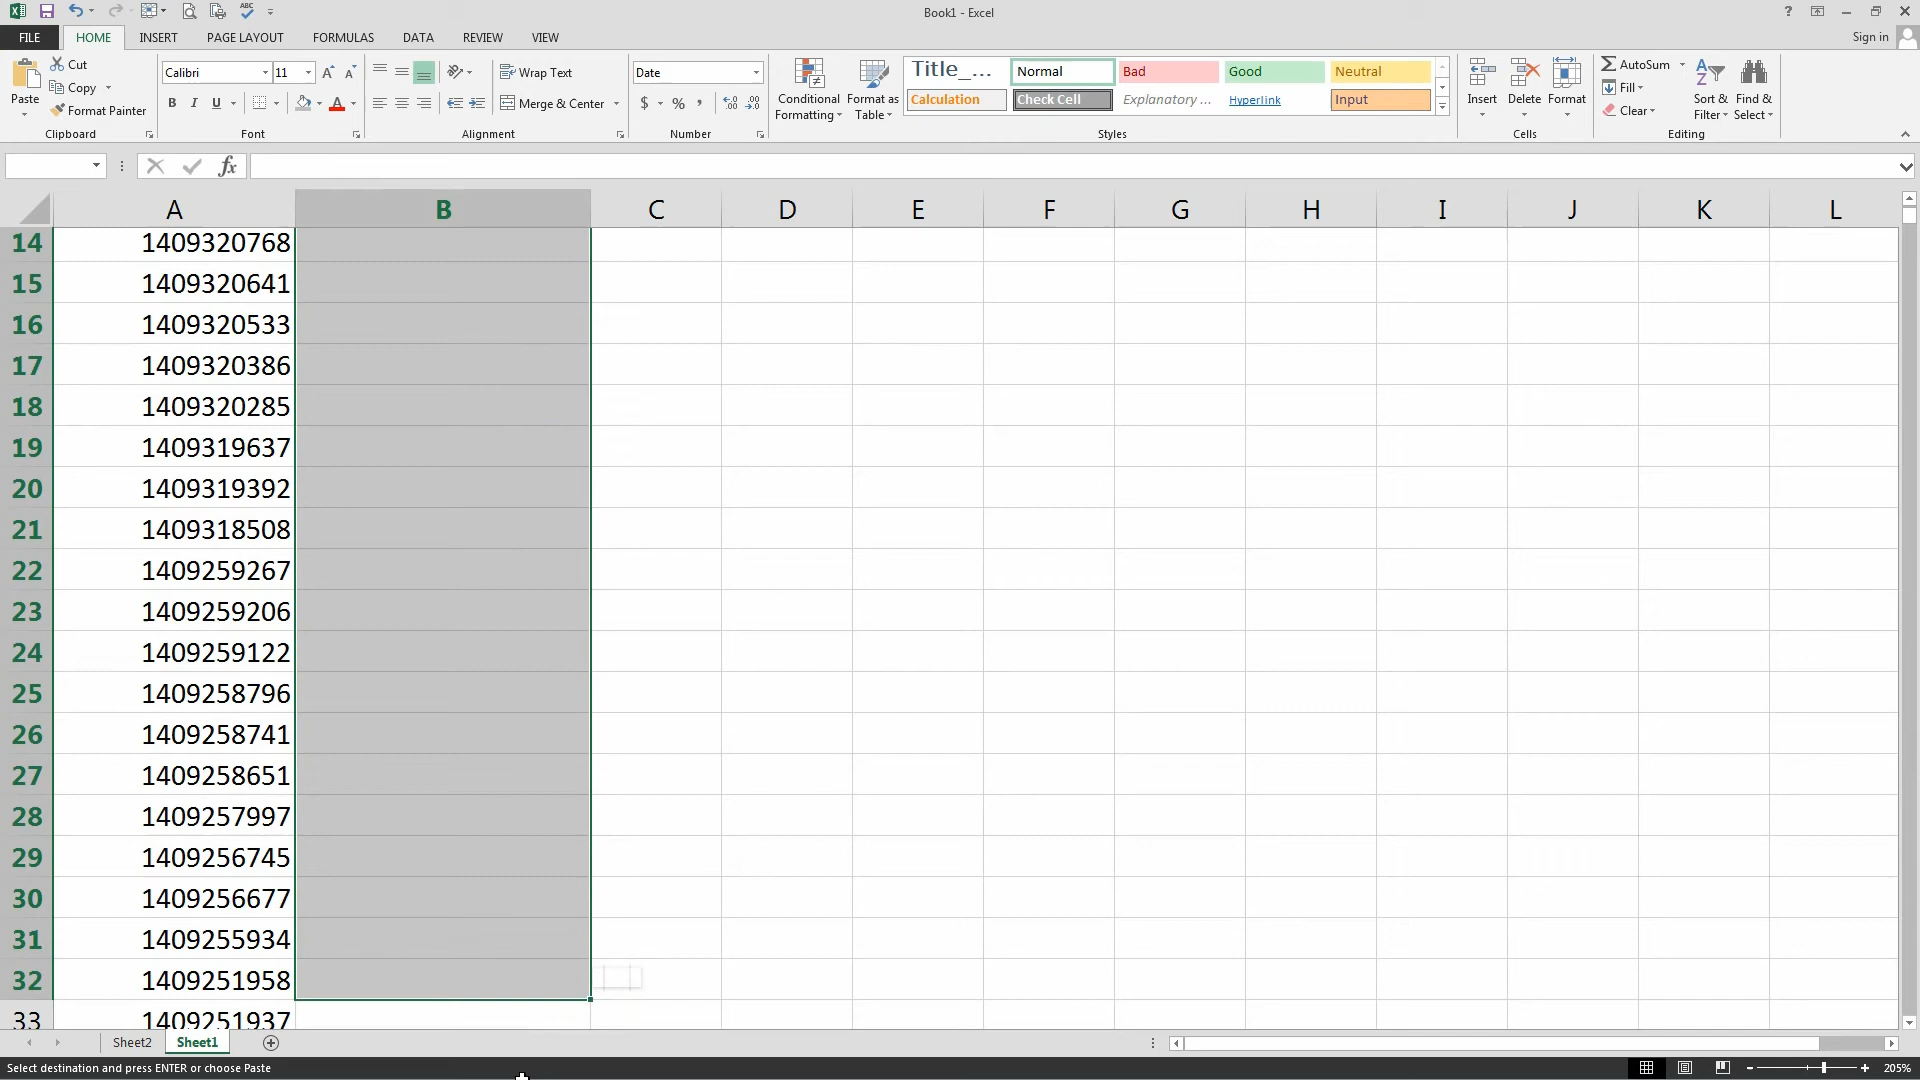 ABC
Book1 - Excel
?
FILE HOME INSERT PAGE LAYOUT FORMULAS DATA REVIEW VIEW
Sign in
Paste
Cut
Copy
Format Painter
Clipboard
Calibri 11
B I U
Font
Wrap Text
Merge & Center
Alignment
Date
$ %
Number
Conditional Formatting
Format as Table
Title_...
Normal
Bad
Good
Neutral
Calculation
Check Cell
Explanatory ...
Hyperlink
Input
Styles
Insert
Delete
Format
Cells
AutoSum
Fill
Clear
Sort & Filter
Find & Select
Editing
fx
A B C D E F G H I J K L
14 1409320768
15 1409320641
16 1409320533
17 1409320386
18 1409320285
19 1409319637
20 1409319392
21 1409318508
22 1409259267
23 1409259206
24 1409259122
25 1409258796
26 1409258741
27 1409258651
28 1409257997
29 1409256745
30 1409256677
31 1409255934
32 1409251958
33 1409251937
Sheet2 Sheet1
Select destination and press ENTER or choose Paste
205%